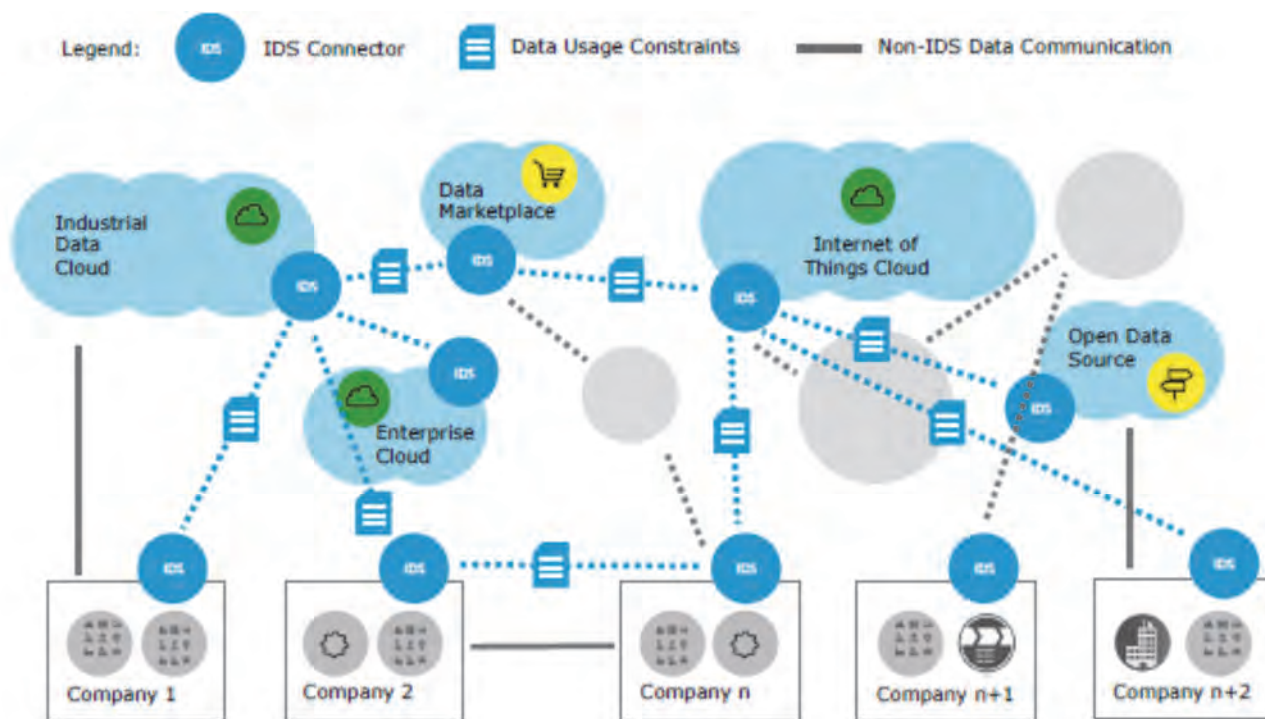 Legend:
IDS
IDS Connector
Data Usage Constraints
Non-IDS Data Communication
Industrial
Data
Cloud
IDS
Data
Marketplace
IDS
Internet of
Things Cloud
IDS
Open Data
Source
IDS
IDS
Enterprise
Cloud
IDS
IDS
IDS
IDS
IDS
Company 1
Company 2
Company n
Company n+1
Company n+2